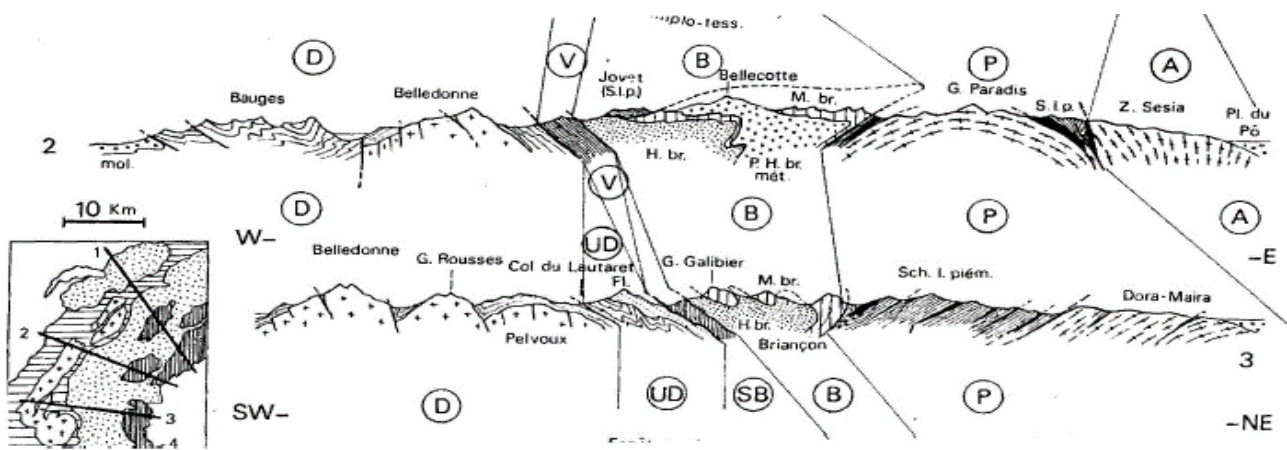 mplo-tess.
D V B P A
Jovet Bellecotte G. Paradis
(S.l.p.)
Bauges Belledonne M. br. S.l.p. Z. Sesia Pl. du
Pô
2
mol. H. br. P. H. br.
mét.
V
10 Km D B P A
W- UD -E
Belledonne G. Rousses Col du Lautaret G. Galibier Sch. l. piém.
Fl. M. br. Dora-Maira
1
2
H. br.
Pelvoux Briançon 3
3
4
SW- D UD SB B P -NE